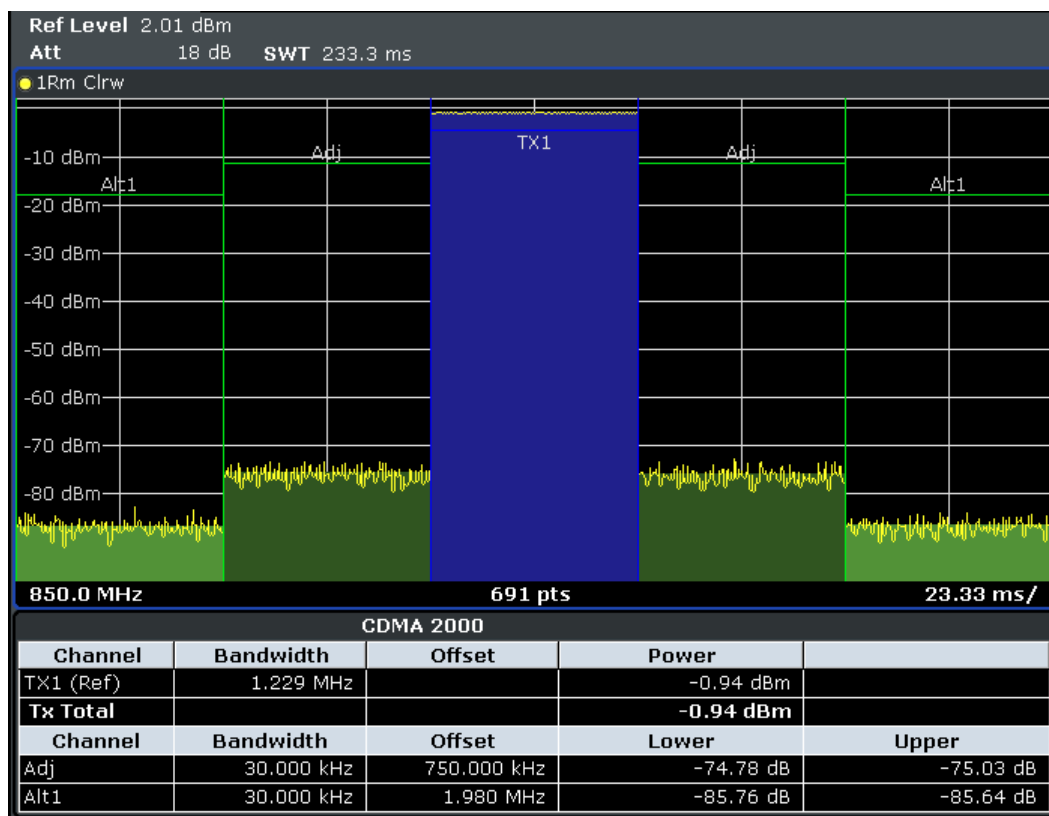 Ref Level 2.01 dBm
Att 18 dB SWT 233.3 ms
1Rm Clrw
TX1
-10 dBm Adj Adj
Alt1 Alt1
-20 dBm
-30 dBm
-40 dBm
-50 dBm
-60 dBm
-70 dBm
-80 dBm
850.0 MHz 691 pts 23.33 ms/
CDMA 2000
Channel Bandwidth Offset Power
TX1 (Ref) 1.229 MHz -0.94 dBm
Tx Total -0.94 dBm
Channel Bandwidth Offset Lower Upper
Adj 30.000 kHz 750.000 kHz -74.78 dB -75.03 dB
Alt1 30.000 kHz 1.980 MHz -85.76 dB -85.64 dB